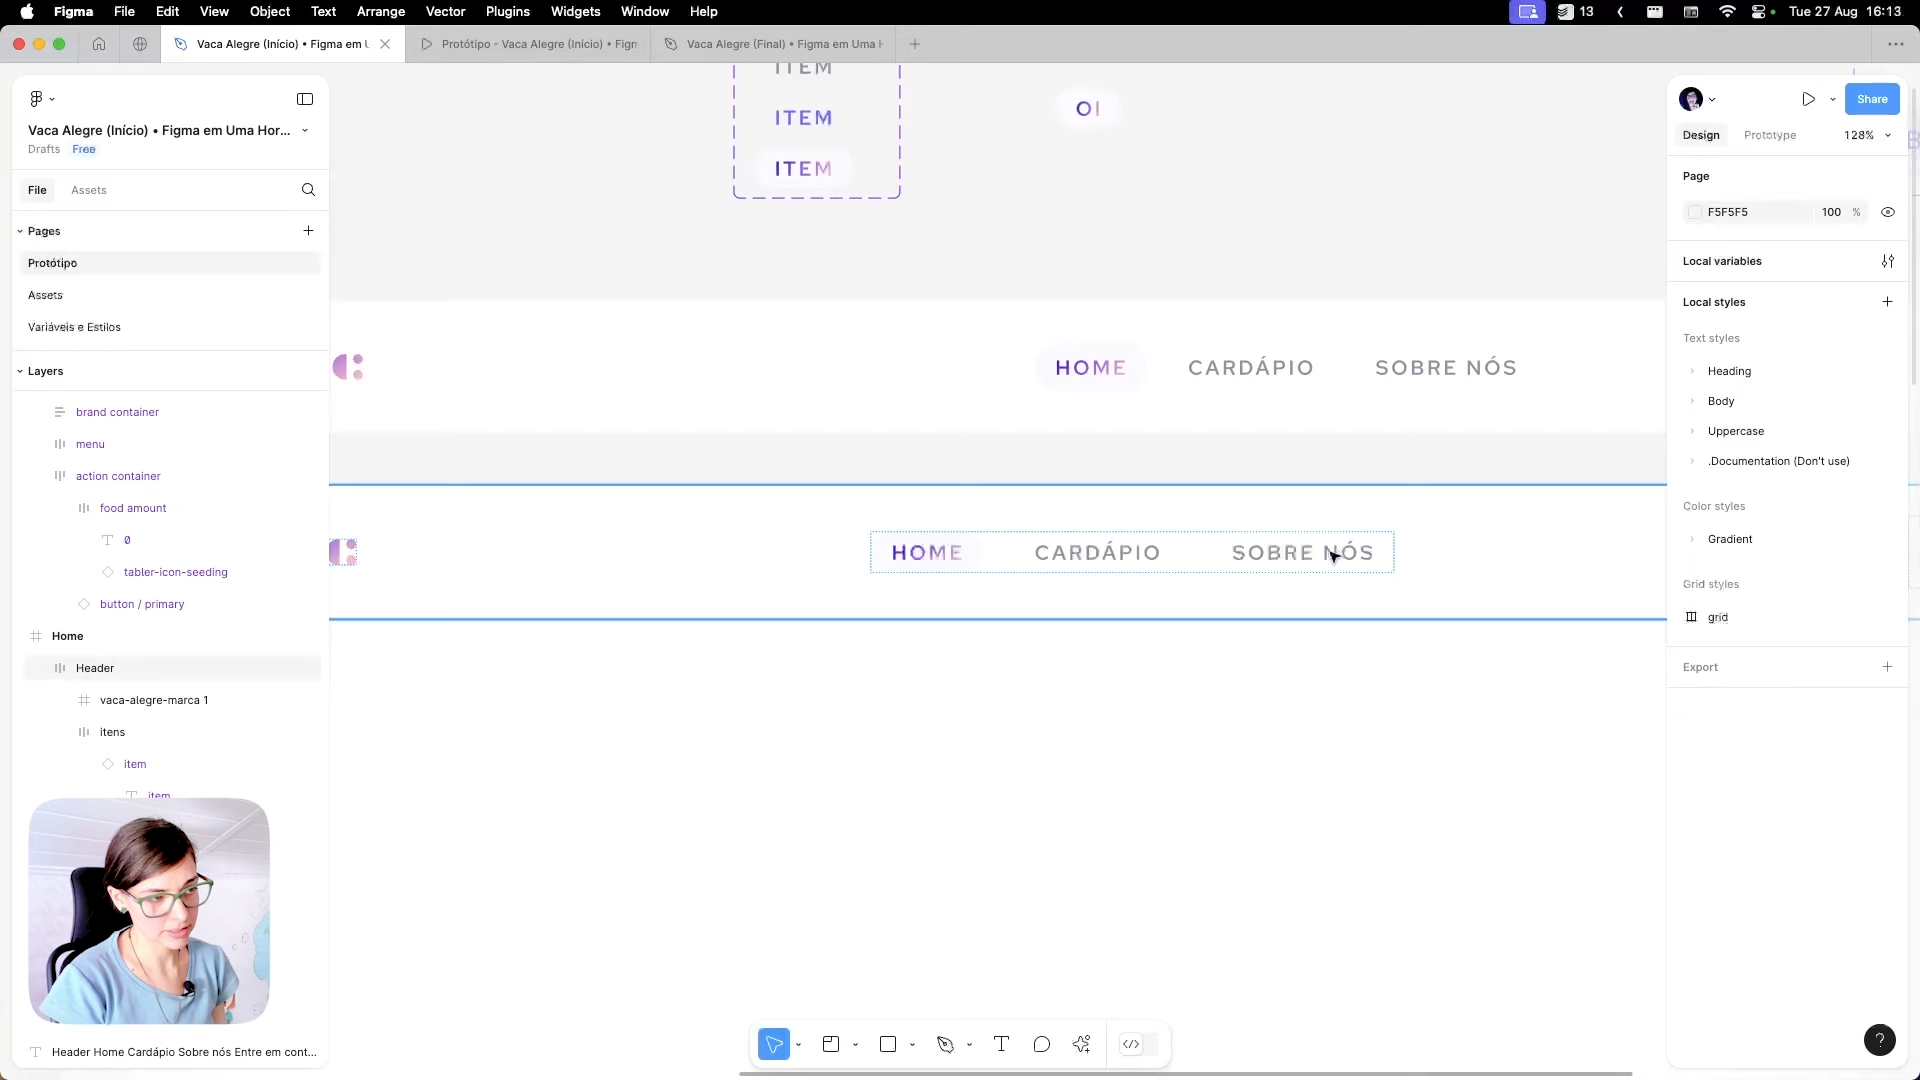 Figma File Edit View Object Text Arrange Vector Plugins Widgets Window Help
13 Tue 27 Aug 16:13
Vaca Alegre (Início) • Figma em U
Protótipo - Vaca Alegre (Início) • Figm
Vaca Alegre (Final) • Figma em Uma H
Vaca Alegre (Início) • Figma em Uma Hor...
Drafts Free
File Assets
Pages
Protótipo
Assets
Variáveis e Estilos
Layers
brand container
menu
action container
food amount
0
tabler-icon-seeding
button / primary
Home
Header
vaca-alegre-marca 1
itens
item
item
Header Home Cardápio Sobre nós Entre em cont...
ITEM
ITEM
ITEM
OI
HOME CARDÁPIO SOBRE NÓS
HOME CARDÁPIO SOBRE NÓS
Share
Design Prototype 128%
Page
F5F5F5 100 %
Local variables
Local styles
Text styles
Heading
Body
Uppercase
.Documentation (Don't use)
Color styles
Gradient
Grid styles
grid
Export
?